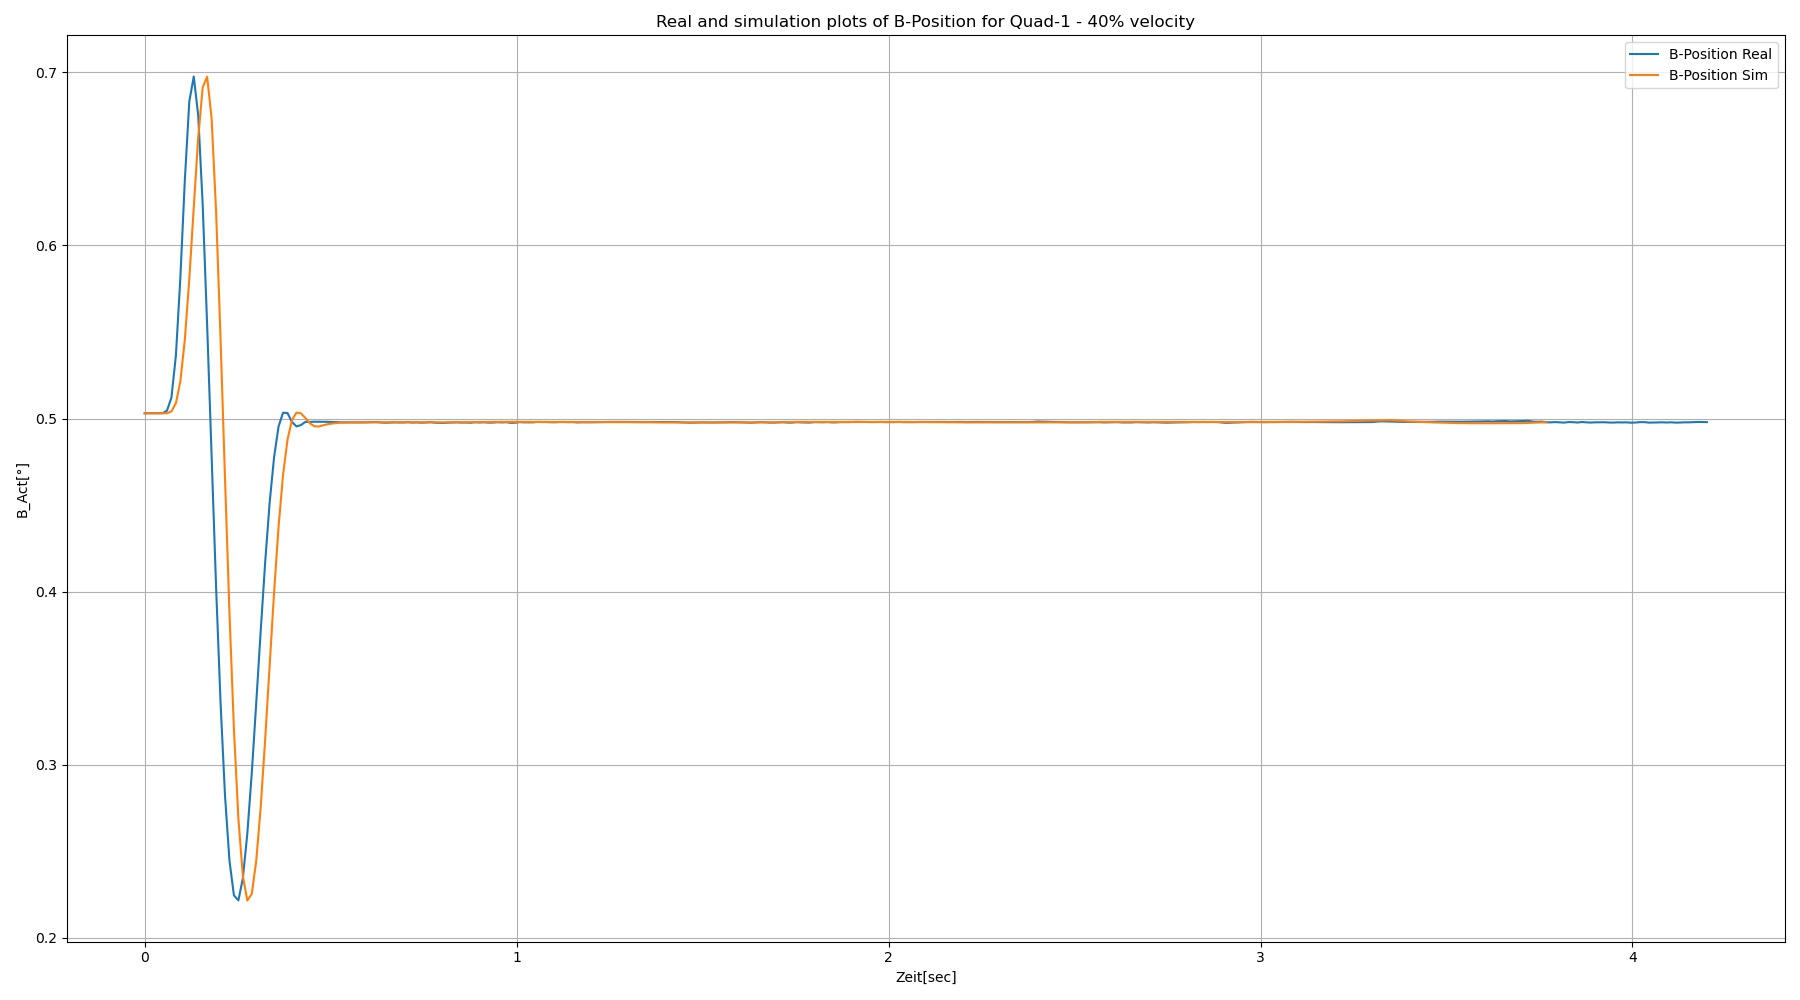 Real and simulation plots of B-Position for Quad-1 - 40% velocity
B-Position Real
B-Position Sim
0.7
0.6
0.5
0.4
0.3
0.2
B_Act[°]
0
1
2
3
4
Zeit[sec]